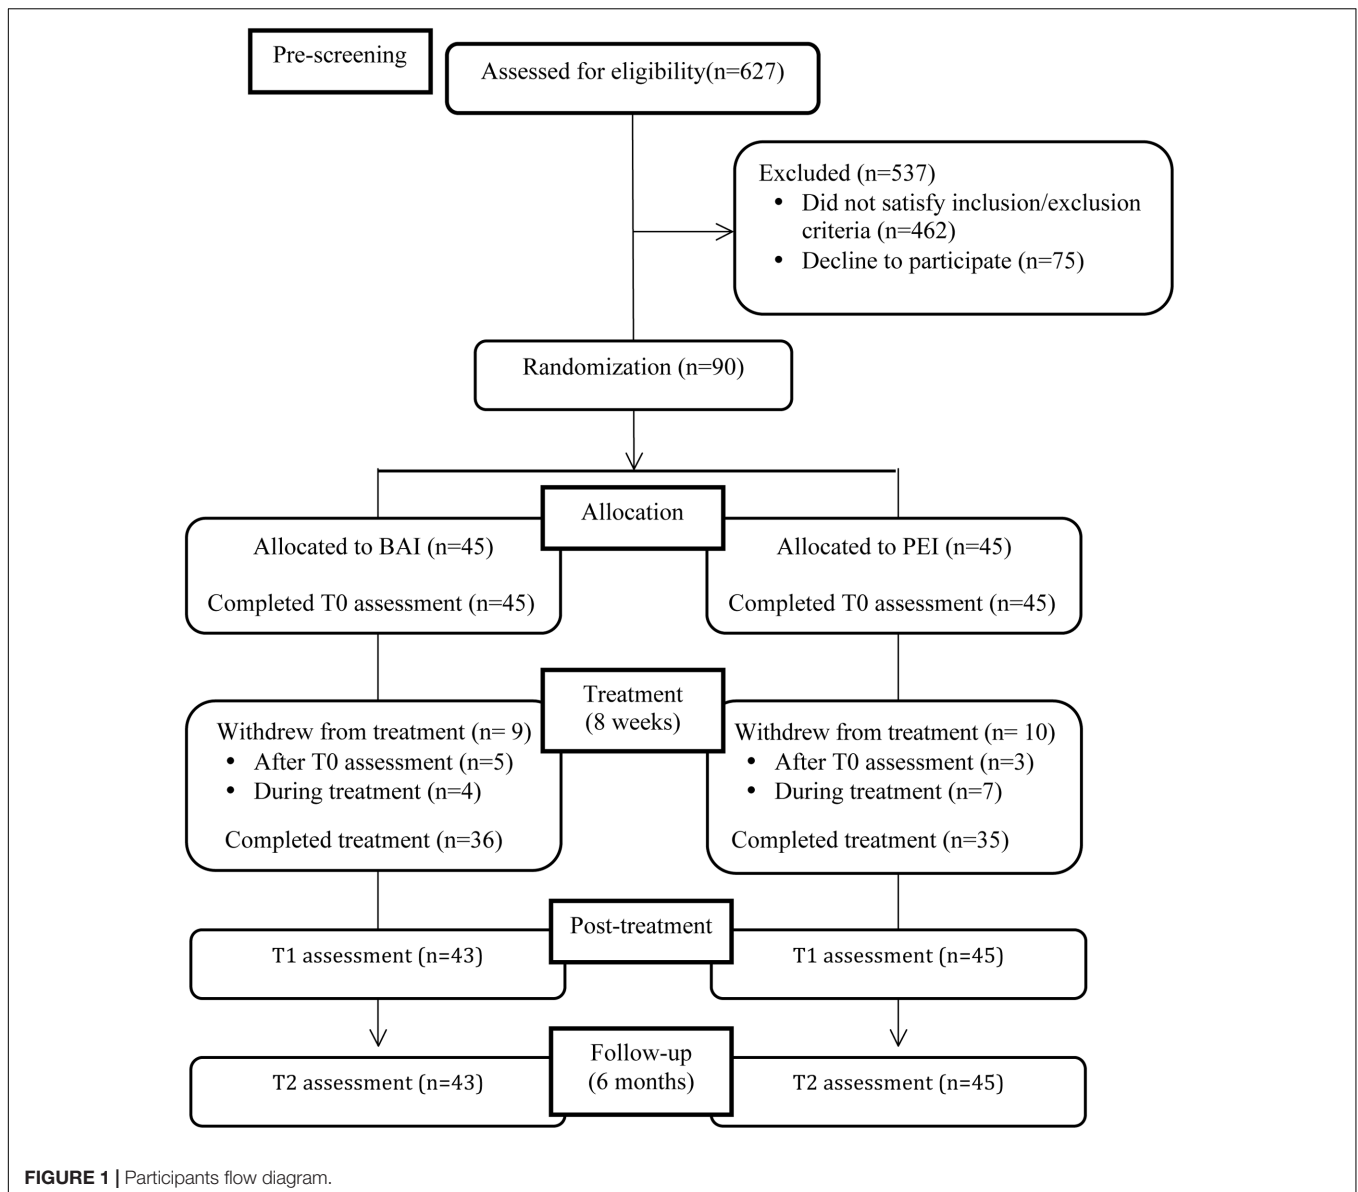 Pre-screening
Assessed for eligibility(n=627)
Excluded (n=537)
• Did not satisfy inclusion/exclusion
criteria (n=462)
• Decline to participate (n=75)
Randomization (n=90)
Allocation
Allocated to BAI (n=45)
Completed T0 assessment (n=45)
Allocated to PEI (n=45)
Completed T0 assessment (n=45)
Treatment
(8 weeks)
Withdrew from treatment (n= 9)
• After T0 assessment (n=5)
• During treatment (n=4)
Completed treatment (n=36)
Withdrew from treatment (n= 10)
• After T0 assessment (n=3)
• During treatment (n=7)
Completed treatment (n=35)
Post-treatment
T1 assessment (n=43)
T1 assessment (n=45)
Follow-up
(6 months)
T2 assessment (n=43)
T2 assessment (n=45)
FIGURE 1 | Participants flow diagram.